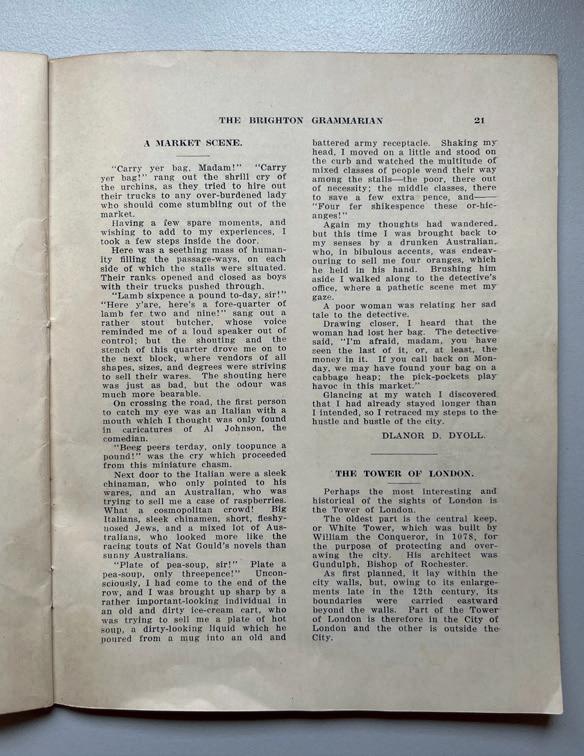 THE BRIGHTON GRAMMARIAN 21
A MARKET SCENE.
"Carry yer bag, Madam!" "Carry
yer bag!" rang out the shrill cry of
the urchins, as they tried to hire out
their trucks to any over-burdened lady
who should come stumbling out of the
market.
Having a few spare moments, and
wishing to add to my experiences, I
took a few steps inside the door.
Here was a seething mass of human-
ity filling the passage-ways, on each
side of which the stalls were situated.
Their ranks opened and closed as boys
with their trucks pushed through.
"Lamb sixpence a pound to-day, sir!"
"Here y'are, here's a fore-quarter of
lamb fer two and nine!" sang out a
rather stout butcher, whose voice
reminded me of a loud speaker out of
control; but the shouting and the
stench of this quarter drove me on to
the next block, where vendors of all
shapes, sizes, and degrees were striving
to sell their wares. The shouting here
was just as bad, but the odour was
much more bearable.
On crossing the road, the first person
to catch my eye was an Italian with a
mouth which I thought was only found
in caricatures of Al Johnson, the
comedian.
"Beeg peers terday, only toopunce a
pound!" was the cry which proceeded
from this miniature chasm.
Next door to the Italian were a sleek
chinaman, who only pointed to his
wares, and an Australian, who was
trying to sell me a case of raspberries.
What a cosmopolitan crowd! Big
Italians, sleek chinamen, short, fleshy-
nosed Jews, and a mixed lot of Aus-
tralians, who looked more like the
racing touts of Nat Gould's novels than
sunny Australians.
"Plate of pea-soup, sir!" Plate a
pea-soup, only threepence!" Uncon-
sciously, I had come to the end of the
row, and I was brought up sharp by a
rather important-looking individual in
an old and dirty ice-cream cart, who
was trying to sell me a plate of hot
soup, a dirty-looking liquid which he
poured from a mug into an old and
battered army receptacle. Shaking my
head, I moved on a little and stood on
the curb and watched the multitude of
mixed classes of people wend their way
among the stalls—the poor, there out
of necessity; the middle classes, there
to save a few extra pence, and——
"Four fer shikespence these or-hic-
anges!"
Again my thoughts had wandered,
but this time I was brought back to
my senses by a drunken Australian,
who, in bibulous accents, was endeav-
ouring to sell me four oranges, which
he held in his hand. Brushing him
aside I walked along to the detective's
office, where a pathetic scene met my
gaze.
A poor woman was relating her sad
tale to the detective.
Drawing closer, I heard that the
woman had lost her bag. The detective
said, "I'm afraid, madam, you have
seen the last of it, or, at least, the
money in it. If you call back on Mon-
day, we may have found your bag on a
cabbage heap; the pick-pockets play
havoc in this market."
Glancing at my watch I discovered
that I had already stayed longer than
I intended, so I retraced my steps to the
hustle and bustle of the city.
DLANOR D. DYOLL.
THE TOWER OF LONDON.
Perhaps the most interesting and
historical of the sights of London is
the Tower of London.
The oldest part is the central keep,
or White Tower, which was built by
William the Conqueror, in 1078, for
the purpose of protecting and over-
awing the city. His architect was
Gundulph, Bishop of Rochester.
As first planned, it lay within the
city walls, but, owing to its enlarge-
ments late in the 12th century, its
boundaries were carried eastward
beyond the walls. Part of the Tower
of London is therefore in the City of
London and the other is outside the
City.